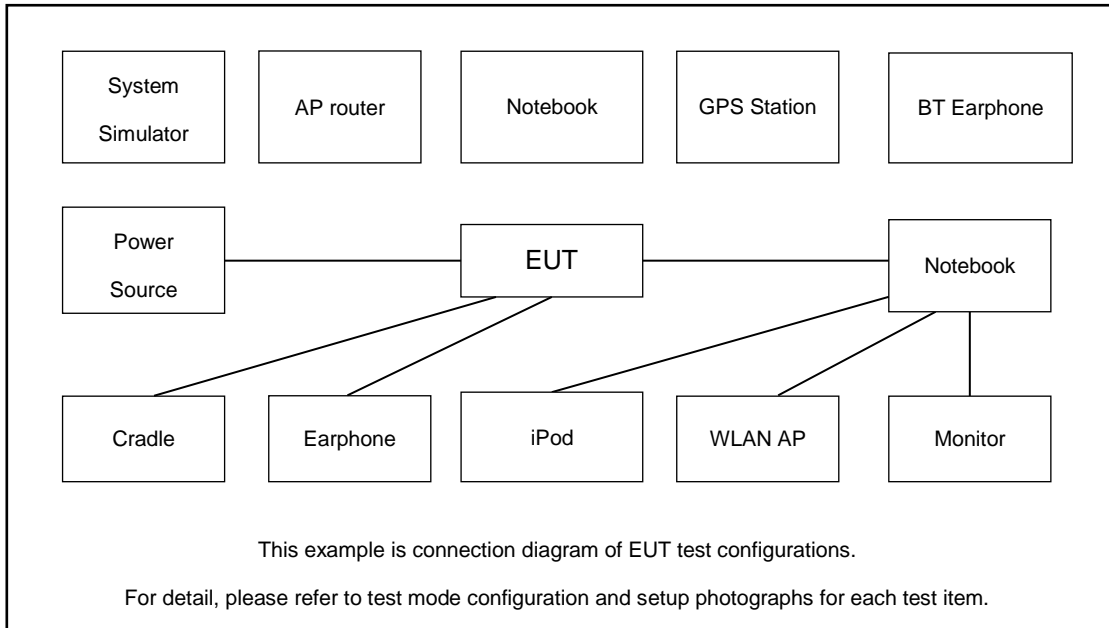 System
Simulator
AP router
Notebook
GPS Station
BT Earphone
Power
Source
EUT
Notebook
Cradle
Earphone
iPod
WLAN AP
Monitor
This example is connection diagram of EUT test configurations.
For detail, please refer to test mode configuration and setup photographs for each test item.